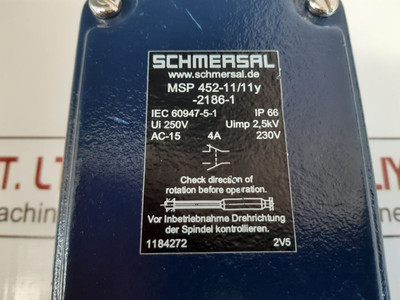 SCHMERSAL
www.schmersal.de
MSP 452-11/11y
-2186-1
IEC 60947-5-1 IP 66
Ui 250V Uimp 2,5kV
AC-15 4A 230V
Check direction of
rotation before operation.
Vor Inbetriebnahme Drehrichtung
der Spindel kontrollieren.
1184272 2V5